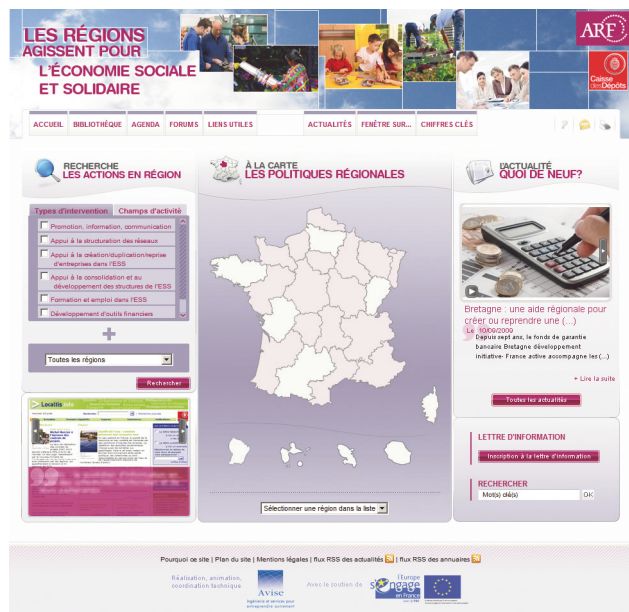 LES RÉGIONS
AGISSENT POUR
L'ÉCONOMIE SOCIALE
ET SOLIDAIRE
ARF
Caisse
des Dépôts
ACCUEIL BIBLIOTHÈQUE AGENDA FORUMS LIENS UTILES ACTUALITÉS FENÊTRE SUR... CHIFFRES CLÉS
RECHERCHE
LES ACTIONS EN RÉGION
Types d'intervention Champs d'activité
Promotion, information, communication
Appui à la structuration des réseaux
Appui à la création/duplication/reprise
d'entreprises dans l'ESS
Appui à la consolidation et au
développement des structures de l'ESS
Formation et emploi dans l'ESS
Développement d'outils financiers
Toutes les régions
Rechercher
Localtis
À LA CARTE
LES POLITIQUES RÉGIONALES
Sélectionner une région dans la liste
L'ACTUALITÉ
QUOI DE NEUF?
Bretagne : une aide régionale pour
créer ou reprendre une (...)
Le 10/09/2009
Depuis sept ans, le fonds de garantie
bancaire Bretagne développement
initiative- France active accompagne les (...)
+ Lire la suite
Toutes les actualités
LETTRE D'INFORMATION
Inscription à la lettre d'information
RECHERCHER
Mot(s) clé(s) OK
Pourquoi ce site | Plan du site | Mentions légales | flux RSS des actualités | flux RSS des annuaires
Réalisation, animation,
coordination technique
Avise
ingénierie et services pour
entreprendre autrement
Avec le soutien de
l'Europe
s'engage
en France